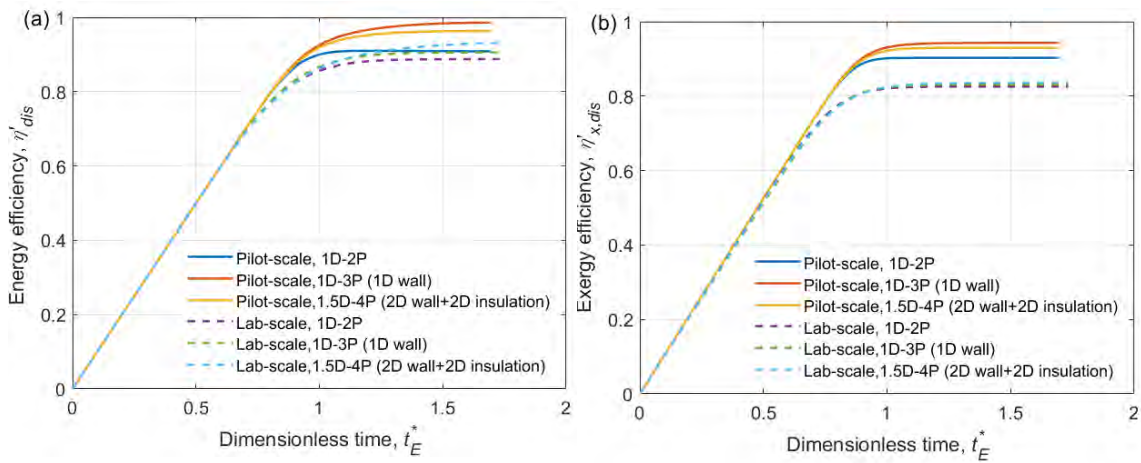 (a)
1
0.8
0.6
0.4
0.2
0
Energy efficiency, η′dis
Pilot-scale, 1D-2P
Pilot-scale,1D-3P (1D wall)
Pilot-scale,1.5D-4P (2D wall+2D insulation)
Lab-scale, 1D-2P
Lab-scale,1D-3P (1D wall)
Lab-scale,1.5D-4P (2D wall+2D insulation)
0 0.5 1 1.5 2
Dimensionless time, t*E
(b)
1
0.8
0.6
0.4
0.2
0
Exergy efficiency, η′x,dis
Pilot-scale, 1D-2P
Pilot-scale,1D-3P (1D wall)
Pilot-scale,1.5D-4P (2D wall+2D insulation)
Lab-scale, 1D-2P
Lab-scale,1D-3P (1D wall)
Lab-scale,1.5D-4P (2D wall+2D insulation)
0 0.5 1 1.5 2
Dimensionless time, t*E